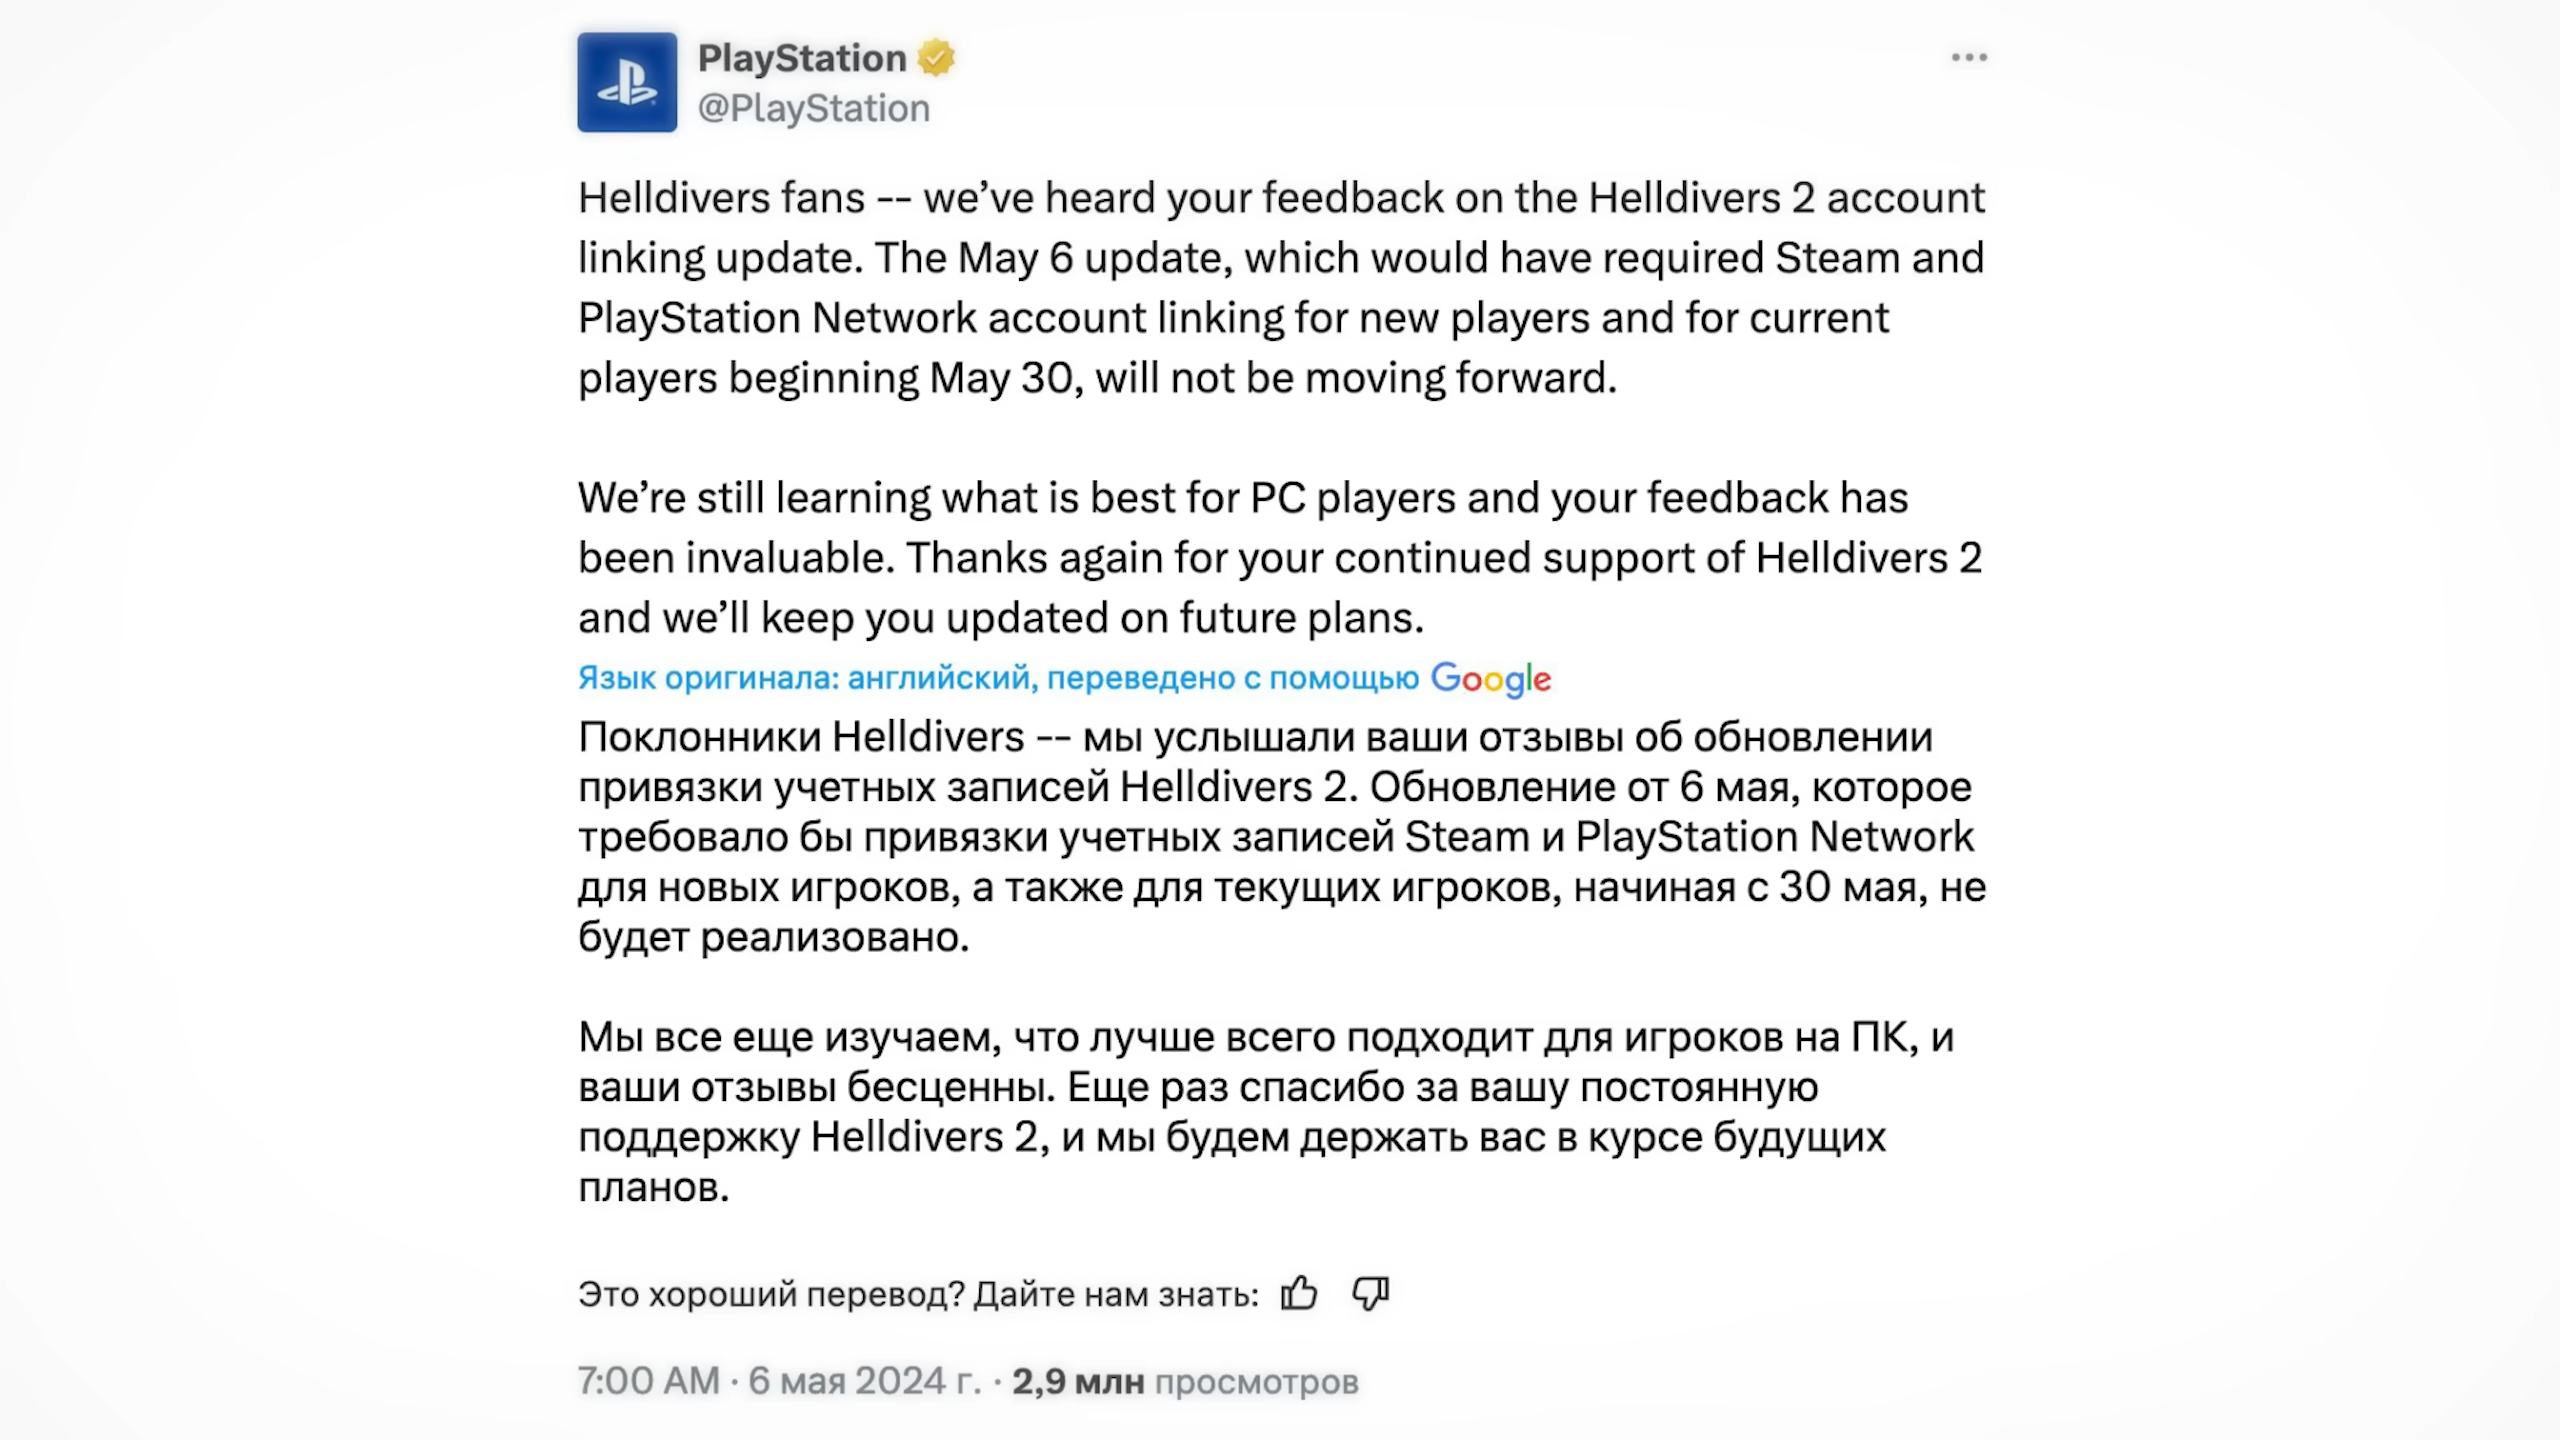 PlayStation
@PlayStation
Helldivers fans -- we’ve heard your feedback on the Helldivers 2 account
linking update. The May 6 update, which would have required Steam and
PlayStation Network account linking for new players and for current
players beginning May 30, will not be moving forward.
We’re still learning what is best for PC players and your feedback has
been invaluable. Thanks again for your continued support of Helldivers 2
and we’ll keep you updated on future plans.
Язык оригинала: английский, переведено с помощью Google
Поклонники Helldivers -- мы услышали ваши отзывы об обновлении
привязки учетных записей Helldivers 2. Обновление от 6 мая, которое
требовало бы привязки учетных записей Steam и PlayStation Network
для новых игроков, а также для текущих игроков, начиная с 30 мая, не
будет реализовано.
Мы все еще изучаем, что лучше всего подходит для игроков на ПК, и
ваши отзывы бесценны. Еще раз спасибо за вашу постоянную
поддержку Helldivers 2, и мы будем держать вас в курсе будущих
планов.
Это хороший перевод? Дайте нам знать:
7:00 AM · 6 мая 2024 г. · 2,9 млн просмотров